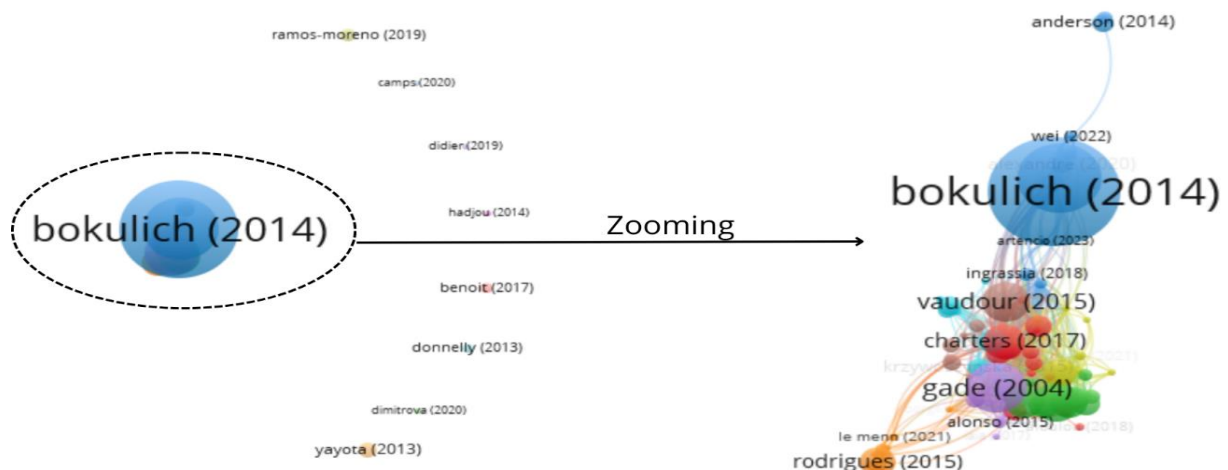 ramos-moreno (2019)
camps (2020)
didier (2019)
bokulich (2014)
hadjou (2014)
benoit (2017)
donnelly (2013)
dimitrova (2020)
yayota (2013)
Zooming
anderson (2014)
wei (2022)
bokulich (2014)
artencio (2023)
ingrassia (2018)
vaudour (2015)
charters (2017)
gade (2004)
alonso (2015)
le menn (2021)
rodrigues (2015)